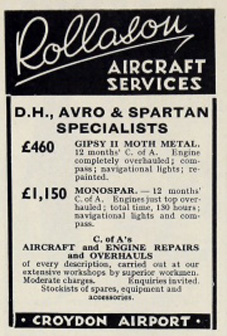 Rollason
AIRCRAFT
SERVICES
D.H., AVRO & SPARTAN
SPECIALISTS
£460 GIPSY II MOTH METAL.
12 months' C. of A. Engine
completely overhauled; com-
pass; navigational lights; re-
painted.
£1,150 MONOSPAR. — 12 months'
C. of A. Engines just top over-
hauled; total time, 130 hours;
navigational lights and com-
pass.
C. of A's
AIRCRAFT and ENGINE REPAIRS
and OVERHAULS
of every description, carried out at our
extensive workshops by superior workmen.
Moderate charges. Enquiries invited.
Stockists of spares, equipment and
accessories.
· CROYDON AIRPORT ·